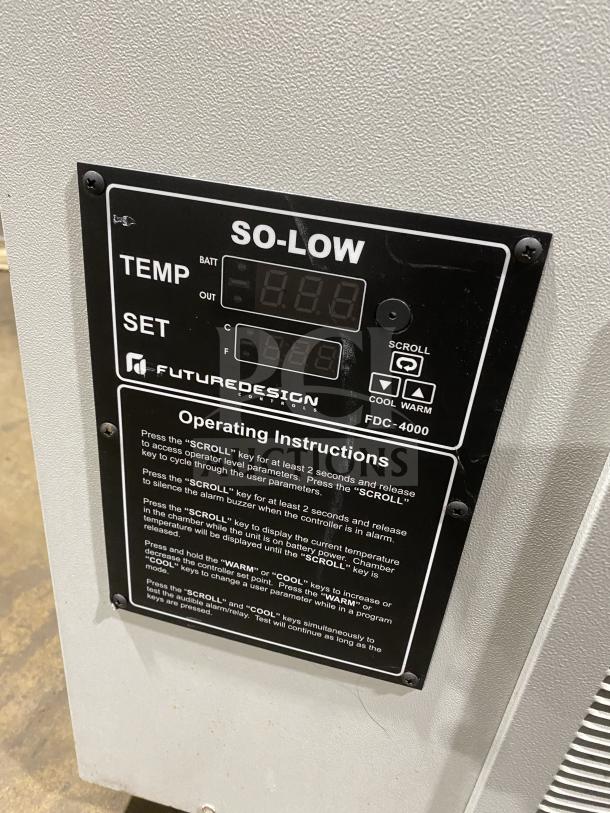 SO-LOW
TEMP
BATT
OUT
SET
C
F
SCROLL
COOL WARM
FUTUREDESIGN
CONTROLS
FDC-4000
PCI
AUCTIONS
Operating Instructions
Press the "SCROLL" key for at least 2 seconds and release
to access operator level parameters. Press the "SCROLL"
key to cycle through the user parameters.
Press the "SCROLL" key for at least 2 seconds and release
to silence the alarm buzzer when the controller is in alarm.
Press the "SCROLL" key to display the current temperature
in the chamber while the unit is on battery power. Chamber
temperature will be displayed until the "SCROLL" key is
released.
Press and hold the "WARM" or "COOL" keys to increase or
decrease the controller set point. Press the "WARM" or
"COOL" keys to change a user parameter while in a program
mode.
Press the "SCROLL" and "COOL" keys simultaneously to
test the audible alarm/relay. Test will continue as long as the
keys are pressed.